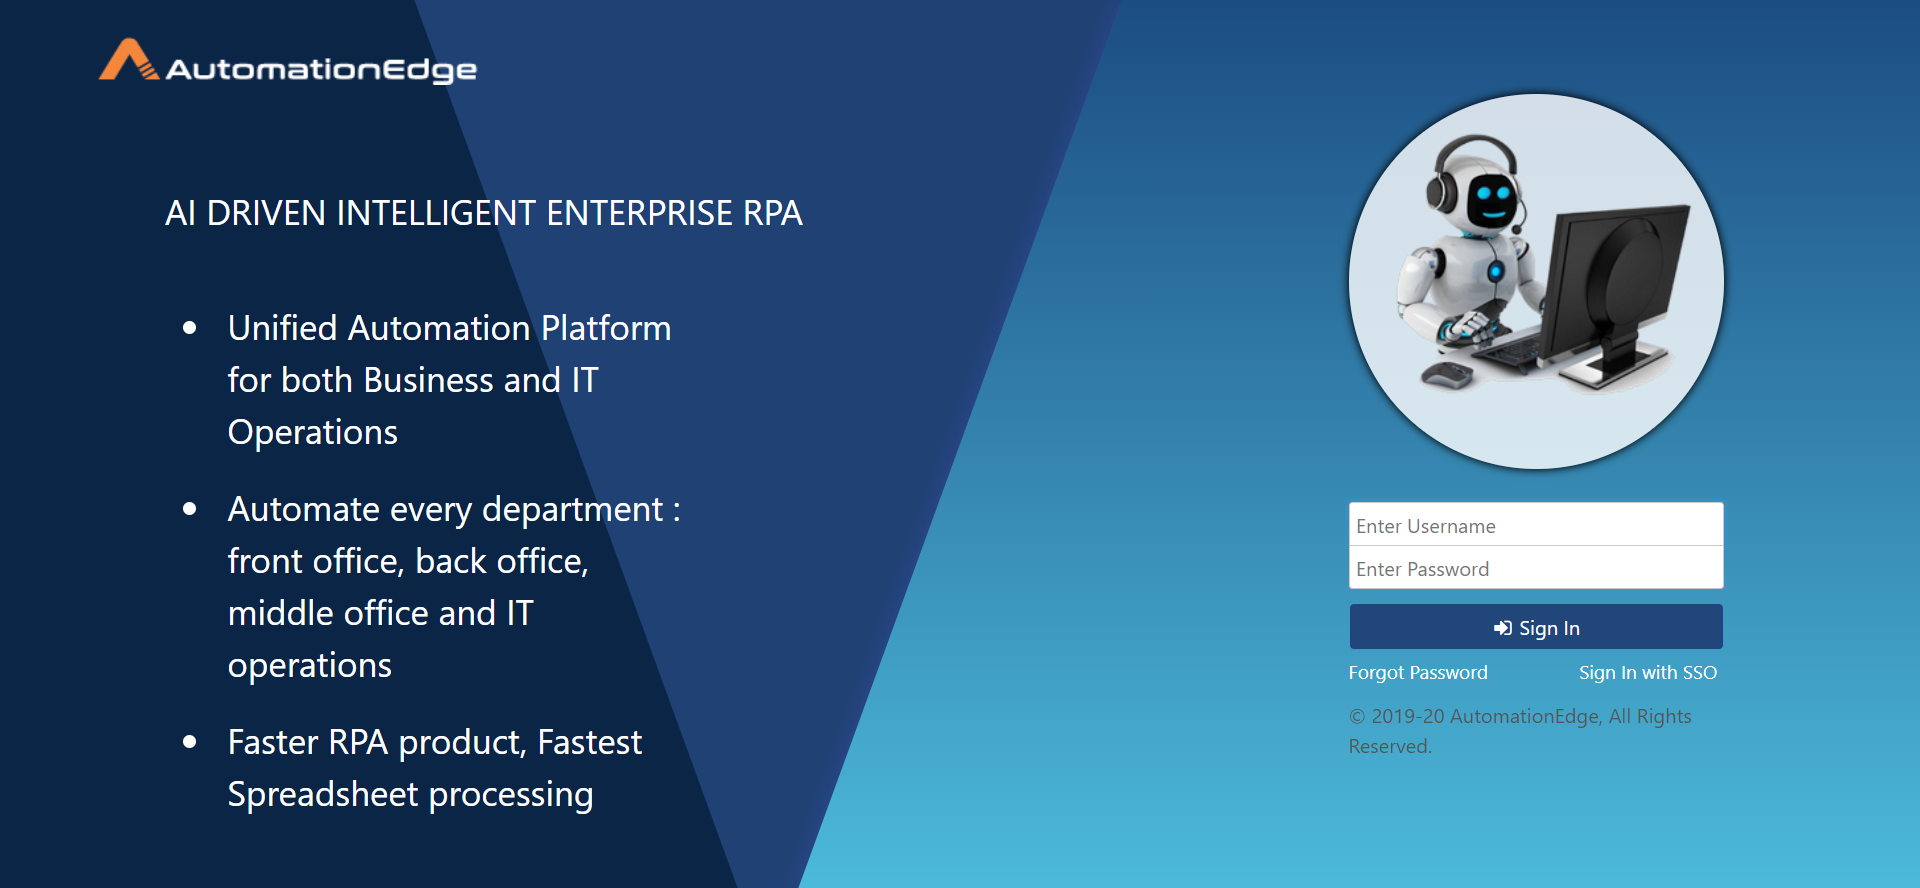 AutomationEdge
AI DRIVEN INTELLIGENT ENTERPRISE RPA
• Unified Automation Platform
for both Business and IT
Operations
• Automate every department :
front office, back office,
middle office and IT
operations
• Faster RPA product, Fastest
Spreadsheet processing
Enter Username
Enter Password
Sign In
Forgot Password
Sign In with SSO
© 2019-20 AutomationEdge, All Rights
Reserved.